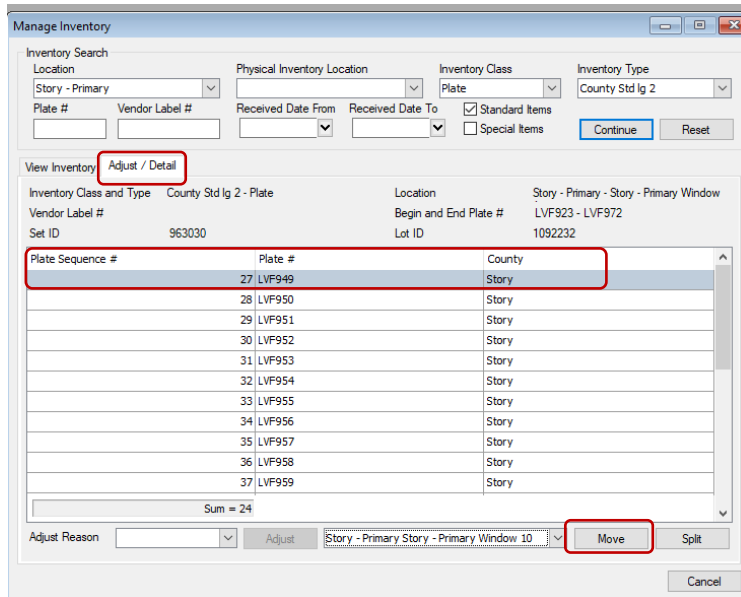 Manage Inventory
Inventory Search
Location Physical Inventory Location Inventory Class Inventory Type
Story - Primary Plate County Std lg 2
Plate # Vendor Label # Received Date From Received Date To Standard Items
Special Items Continue Reset
View Inventory Adjust / Detail
Inventory Class and Type County Std lg 2 - Plate Location Story - Primary - Story - Primary Window
Vendor Label # Begin and End Plate # LVF923 - LVF972
Set ID 963030 Lot ID 1092232
Plate Sequence # Plate # County
27 LVF949 Story
28 LVF950 Story
29 LVF951 Story
30 LVF952 Story
31 LVF953 Story
32 LVF954 Story
33 LVF955 Story
34 LVF956 Story
35 LVF957 Story
36 LVF958 Story
37 LVF959 Story
Sum = 24
Adjust Reason Adjust Story - Primary Story - Primary Window 10 Move Split
Cancel